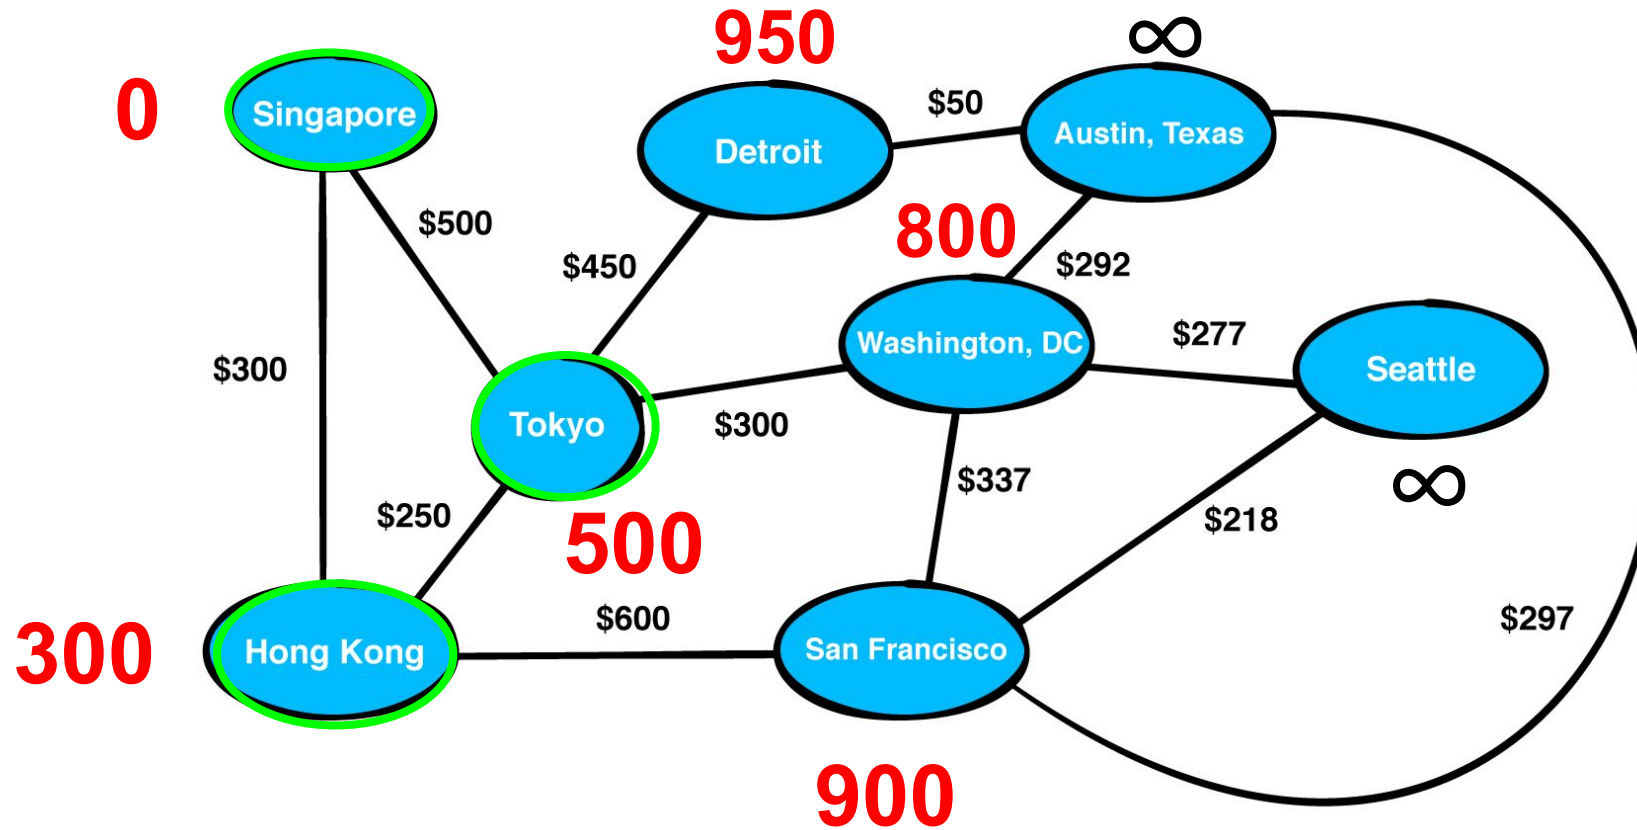 950
∞
0
Singapore
$50
Austin, Texas
Detroit
$500
800
$450
$292
Washington, DC
$277
$300
Seattle
Tokyo
$300
$337
∞
$250
500
$218
$600
$297
300
Hong Kong
San Francisco
900